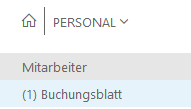 PERSONAL
Mitarbeiter
(1) Buchungsblatt